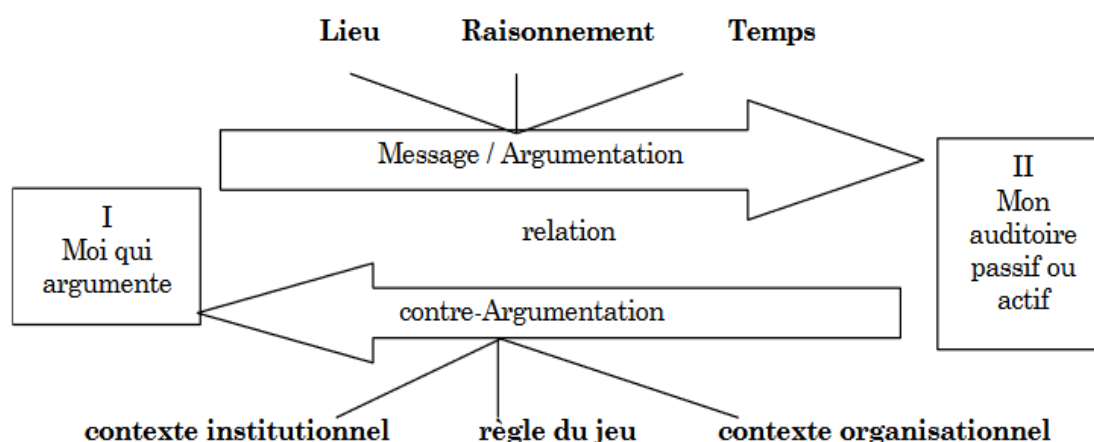 Lieu Raisonnement Temps
Message / Argumentation
I
Moi qui
argumente
relation
II
Mon
auditoire
passif ou
actif
contre-Argumentation
contexte institutionnel règle du jeu contexte organisationnel